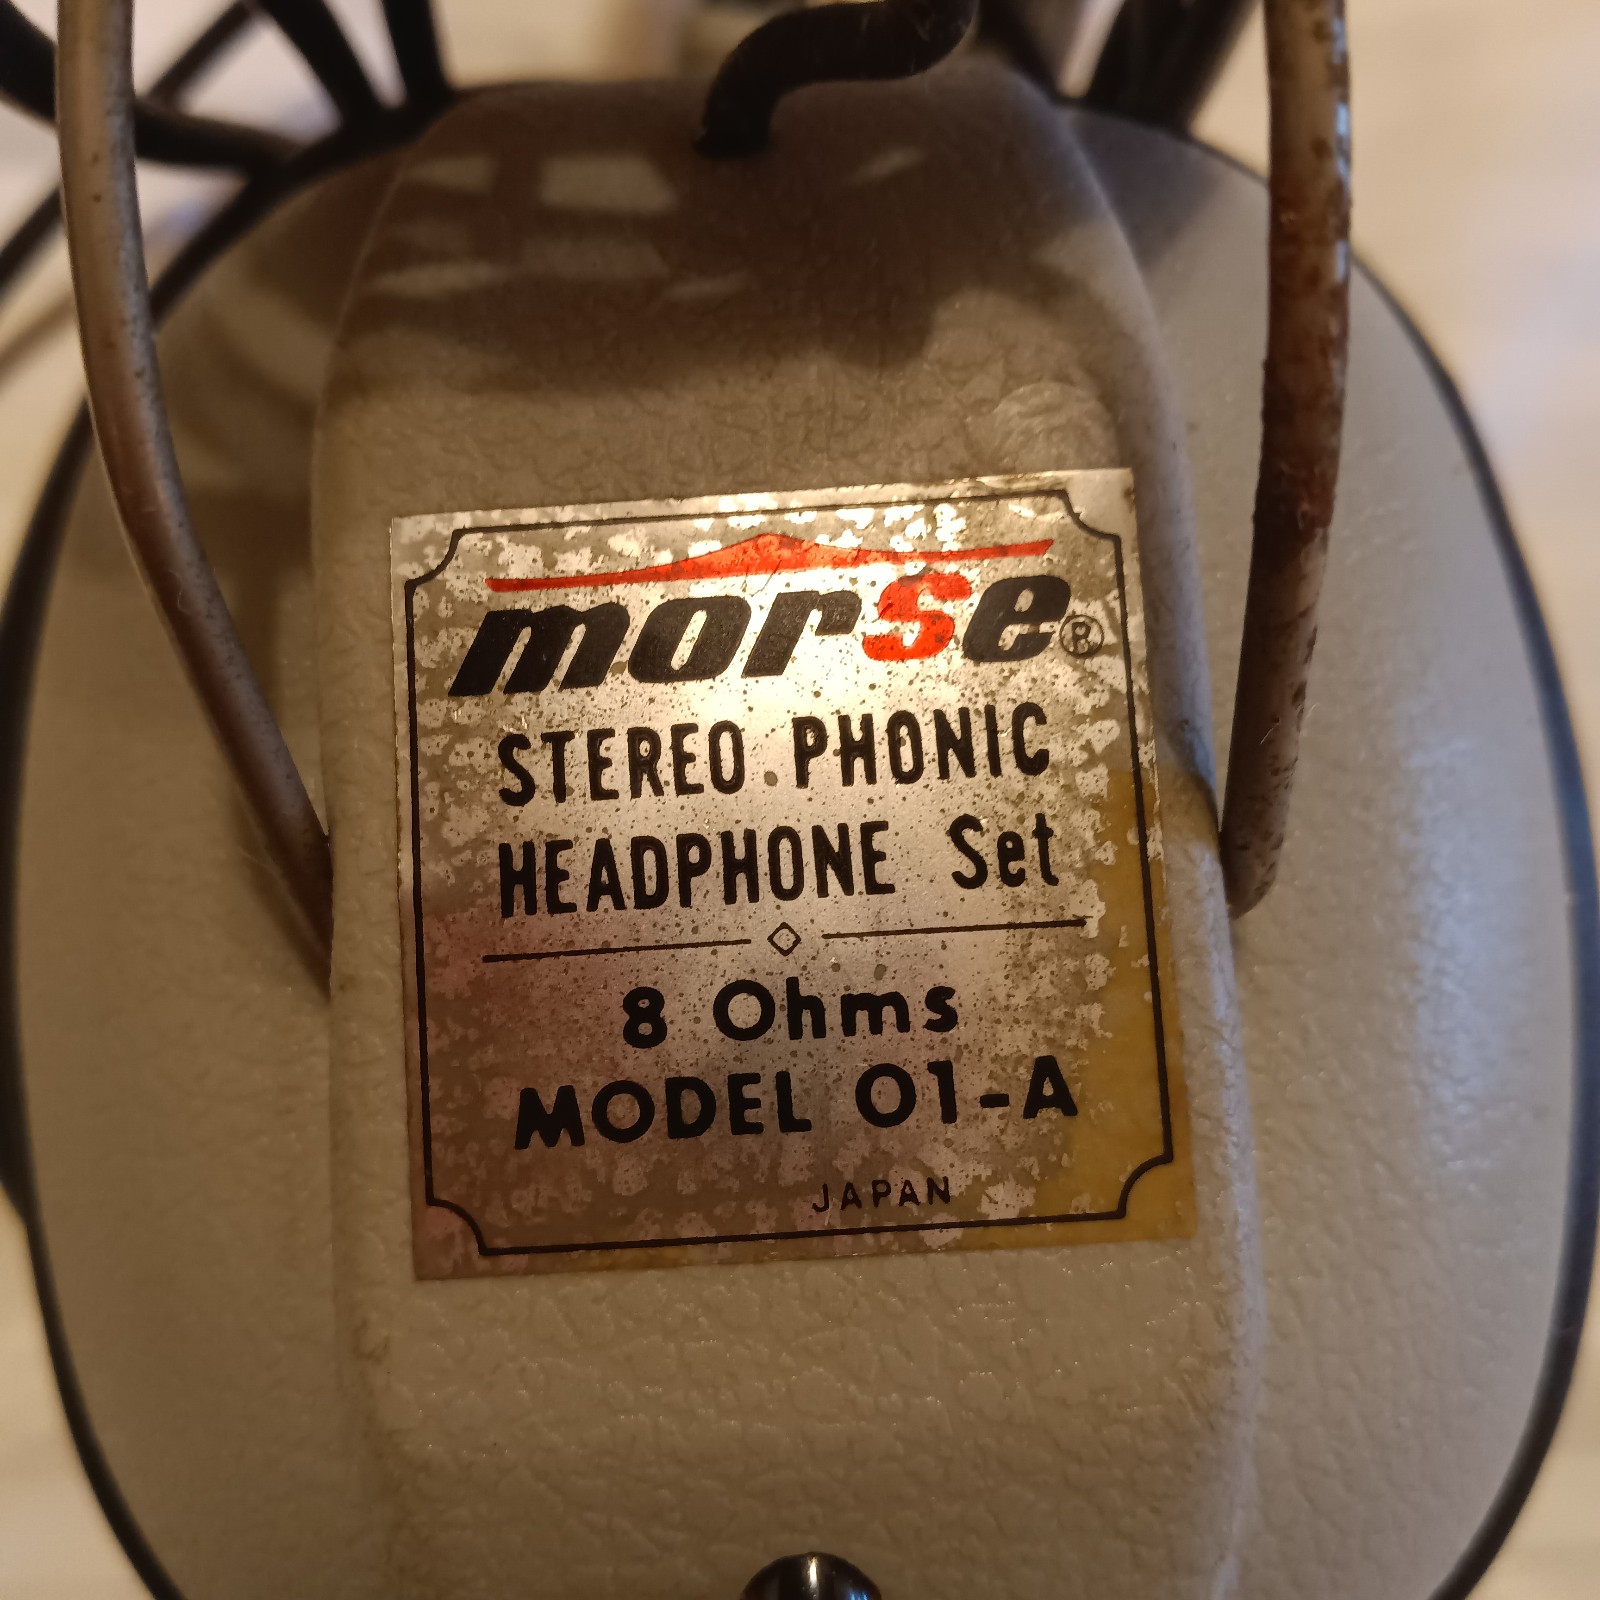 morse®
STEREO PHONIC
HEADPHONE Set
8 Ohms
MODEL 01-A
JAPAN